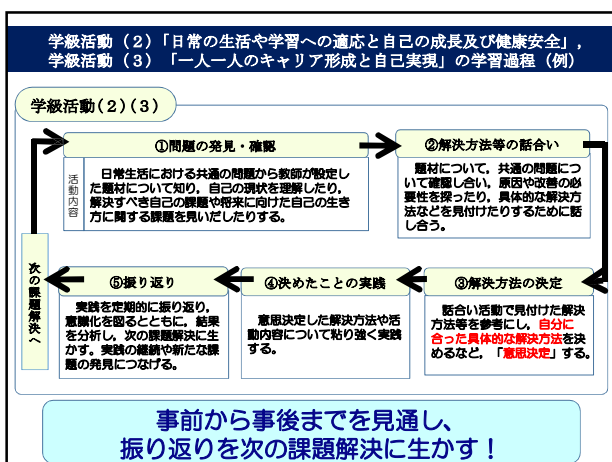 学級活動（２）「日常の生活や学習への適応と自己の成長及び健康安全」，
学級活動（３）「一人一人のキャリア形成と自己実現」の学習過程（例）
学級活動（２）（３）
①問題の発見・確認
活動内容
日常生活における共通の問題から教師が設定し
た題材について知り，自己の現状を理解したり，
解決すべき自己の課題や将来に向けた自己の生き
方に関する課題を見いだしたりする。
②解決方法等の話合い
題材について，共通の問題につ
いて確認し合い，原因や改善の必
要性を探ったり，具体的な解決方
法などを見付けたりするために話
し合う。
③解決方法の決定
話合い活動で見付けた解決
方法等を参考にし，自分に
合った具体的な解決方法を決
めるなど，「意思決定」する。
④決めたことの実践
意思決定した解決方法や活
動内容について粘り強く実践
する。
⑤振り返り
実践を定期的に振り返り，
意識化を図るとともに，結果
を分析し，次の課題解決に生
かす。実践の継続や新たな課
題の発見につなげる。
次の課題解決へ
事前から事後までを見通し、
振り返りを次の課題解決に生かす！